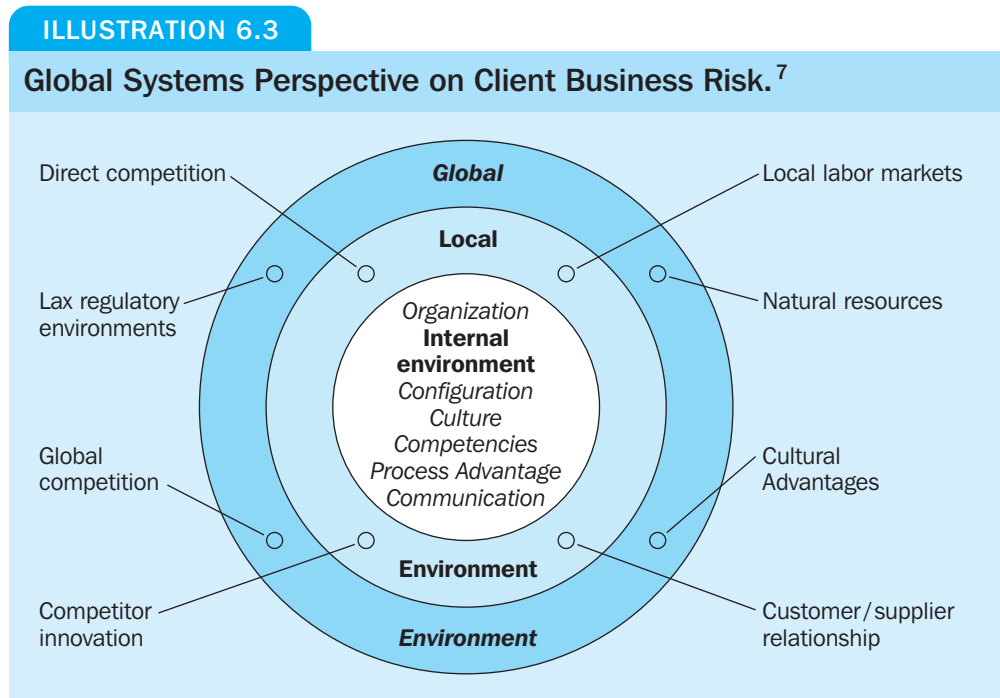 ILLUSTRATION 6.3
Global Systems Perspective on Client Business Risk.7
Direct competition
Global
Local labor markets
Local
Lax regulatory
environments
Natural resources
Organization
Internal
environment
Configuration
Culture
Competencies
Process Advantage
Communication
Global
competition
Cultural
Advantages
Environment
Competitor
innovation
Environment
Customer/supplier
relationship